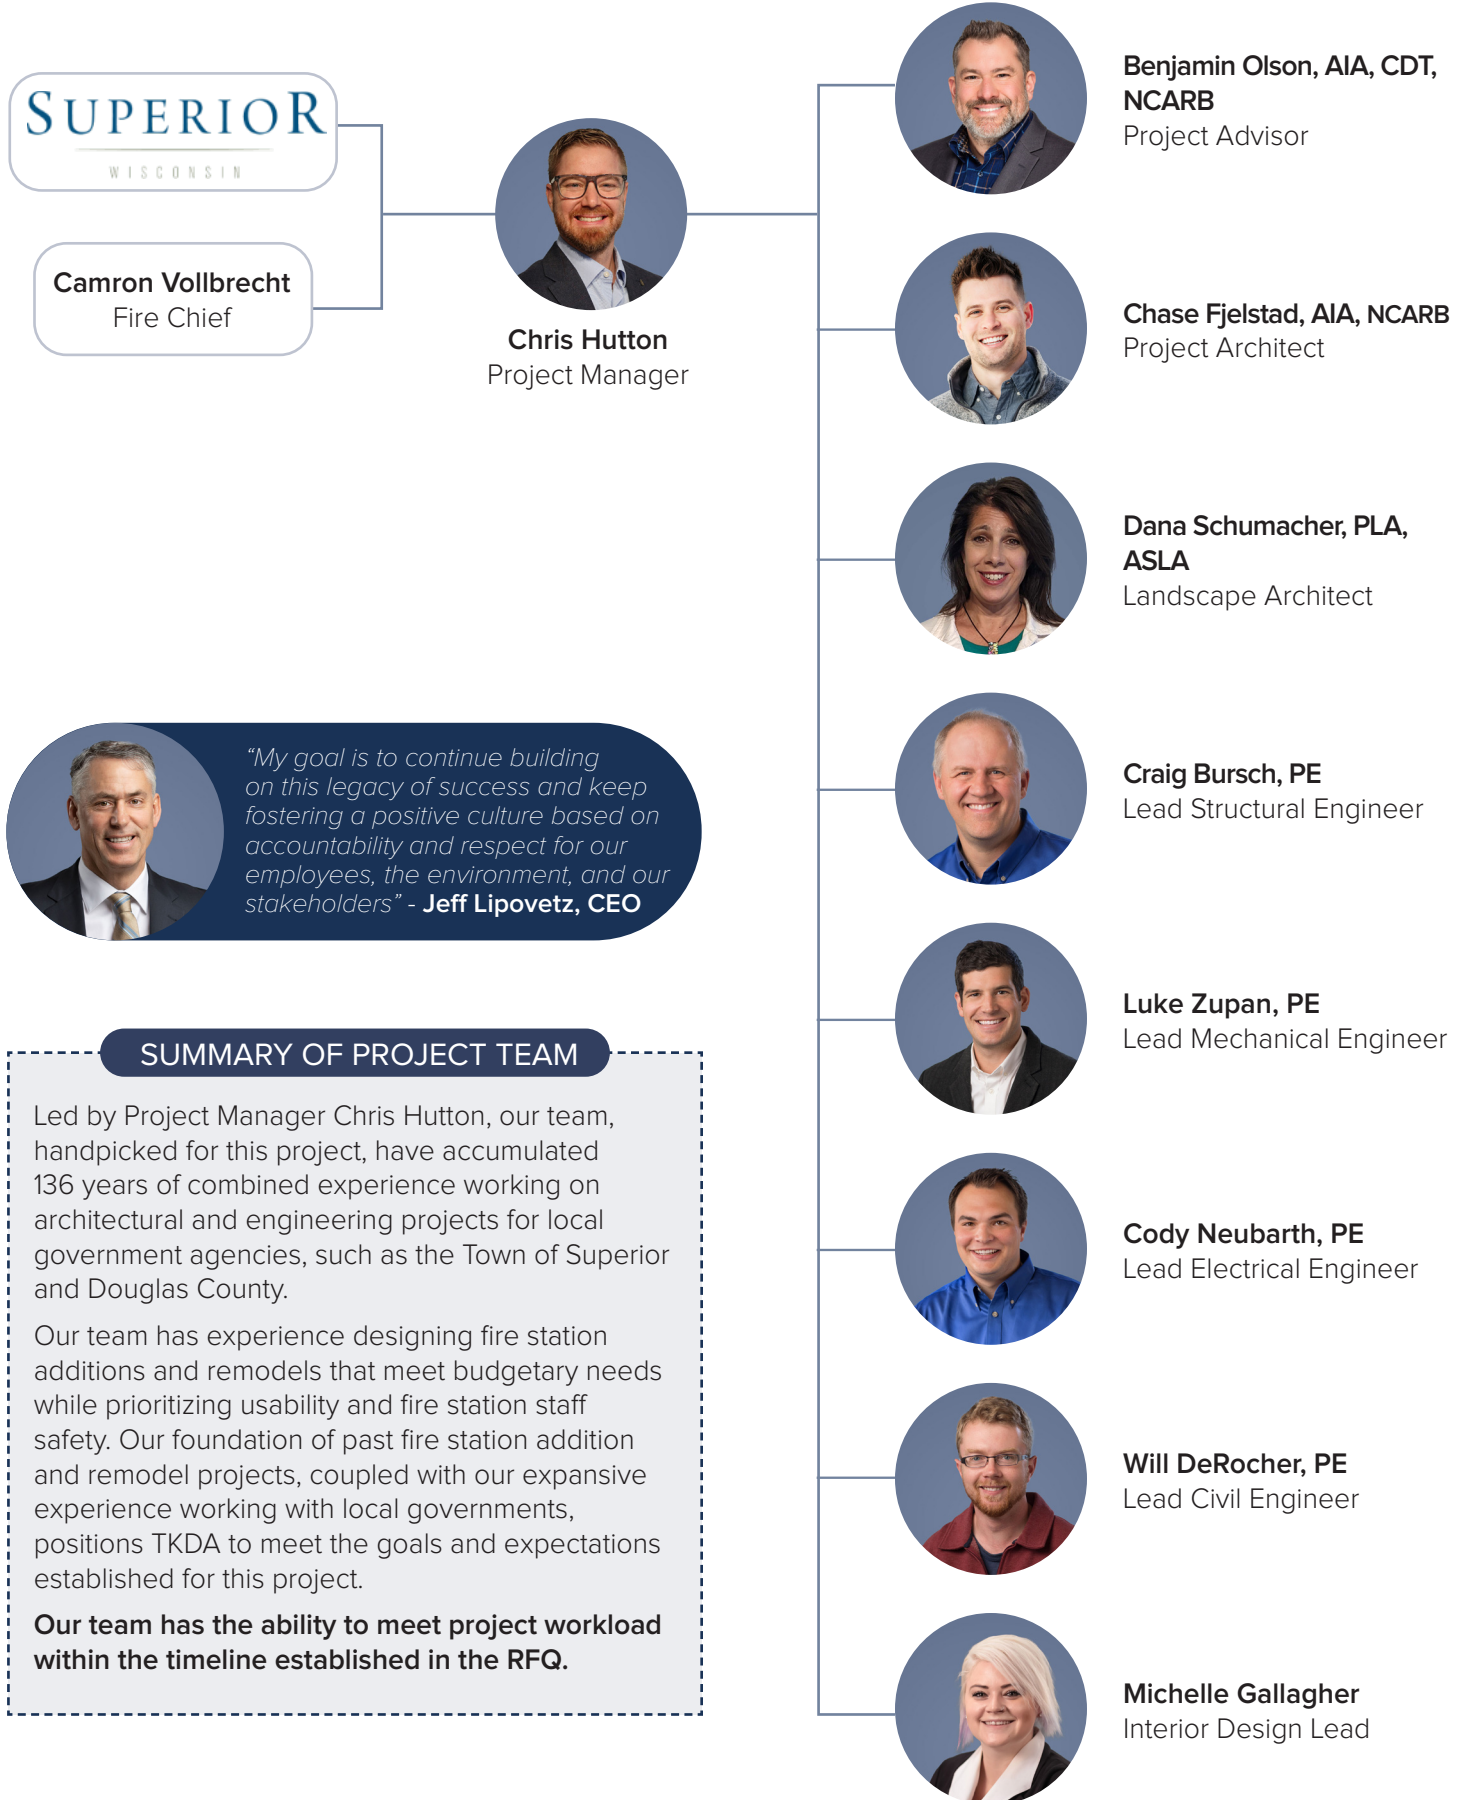 SUPERIOR
WISCONSIN
Camron Vollbrecht
Fire Chief
Chris Hutton
Project Manager
Benjamin Olson, AIA, CDT,
NCARB
Project Advisor
Chase Fjelstad, AIA, NCARB
Project Architect
Dana Schumacher, PLA,
ASLA
Landscape Architect
Craig Bursch, PE
Lead Structural Engineer
Luke Zupan, PE
Lead Mechanical Engineer
Cody Neubarth, PE
Lead Electrical Engineer
Will DeRocher, PE
Lead Civil Engineer
Michelle Gallagher
Interior Design Lead
“My goal is to continue building
on this legacy of success and keep
fostering a positive culture based on
accountability and respect for our
employees, the environment, and our
stakeholders” - Jeff Lipovetz, CEO
SUMMARY OF PROJECT TEAM
Led by Project Manager Chris Hutton, our team,
handpicked for this project, have accumulated
136 years of combined experience working on
architectural and engineering projects for local
government agencies, such as the Town of Superior
and Douglas County.
Our team has experience designing fire station
additions and remodels that meet budgetary needs
while prioritizing usability and fire station staff
safety. Our foundation of past fire station addition
and remodel projects, coupled with our expansive
experience working with local governments,
positions TKDA to meet the goals and expectations
established for this project.
Our team has the ability to meet project workload
within the timeline established in the RFQ.